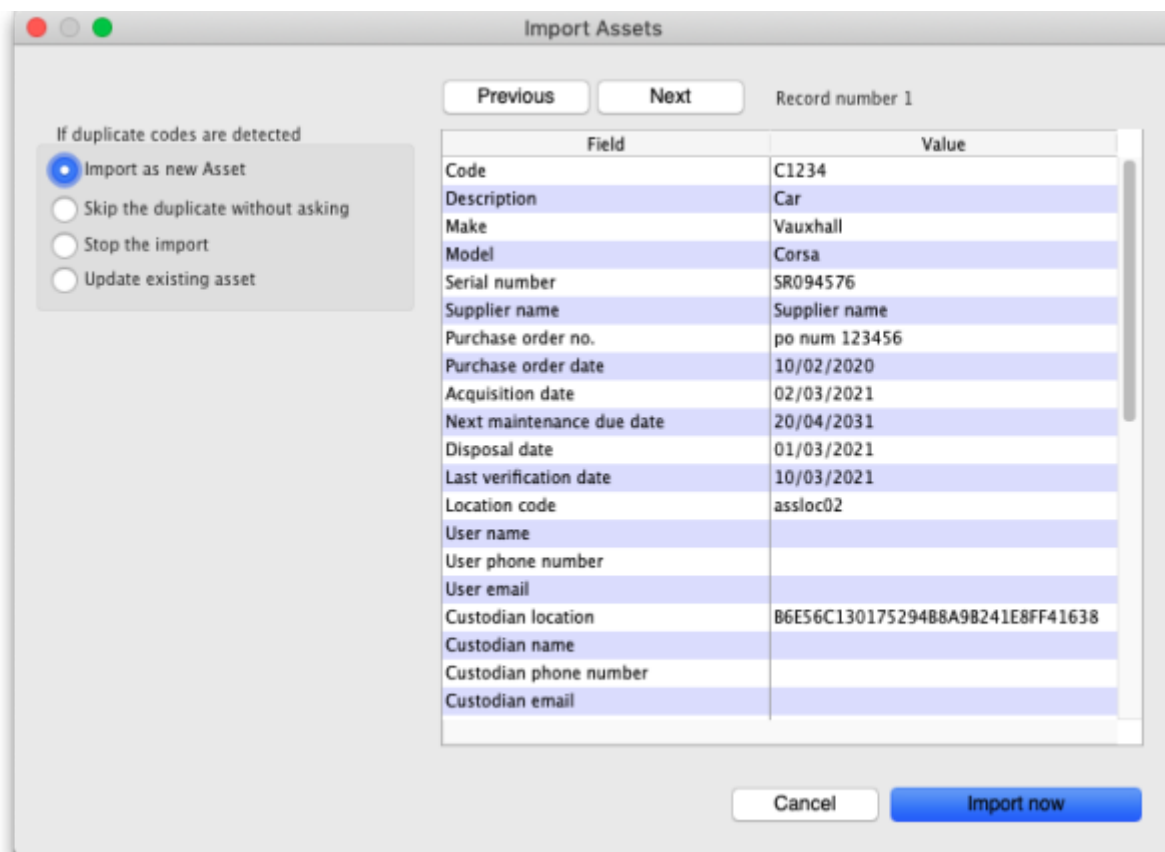 Import Assets
Previous Next Record number 1
If duplicate codes are detected
Import as new Asset
Skip the duplicate without asking
Stop the import
Update existing asset
Field Value
Code C1234
Description Car
Make Vauxhall
Model Corsa
Serial number SR094576
Supplier name Supplier name
Purchase order no. po num 123456
Purchase order date 10/02/2020
Acquisition date 02/03/2021
Next maintenance due date 20/04/2031
Disposal date 01/03/2021
Last verification date 10/03/2021
Location code assloc02
User name
User phone number
User email
Custodian location B6E56C130175294B8A9B241E8FF41638
Custodian name
Custodian phone number
Custodian email
Cancel Import now